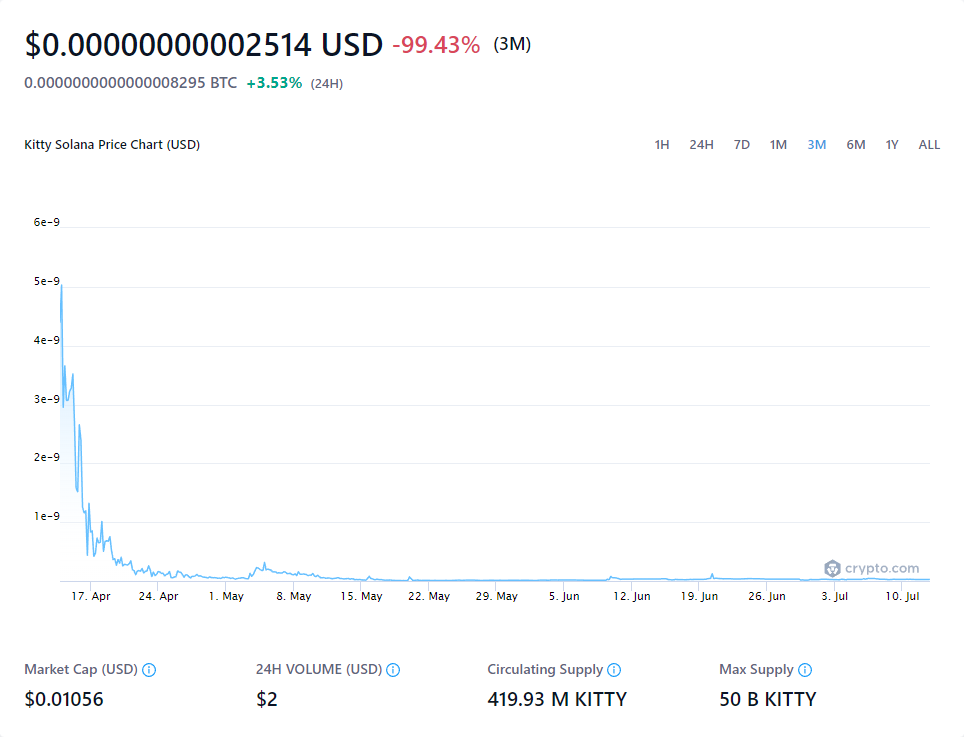 $0.00000000002514 USD -99.43% (3M)
0.0000000000000008295 BTC +3.53% (24H)
Kitty Solana Price Chart (USD) 1H 24H 7D 1M 3M 6M 1Y ALL
6e-9
5e-9
4e-9
3e-9
2e-9
1e-9
crypto.com
17. Apr 24. Apr 1. May 8. May 15. May 22. May 29. May 5. Jun 12. Jun 19. Jun 26. Jun 3. Jul 10. Jul
Market Cap (USD) 24H VOLUME (USD) Circulating Supply Max Supply
$0.01056 $2 419.93 M KITTY 50 B KITTY